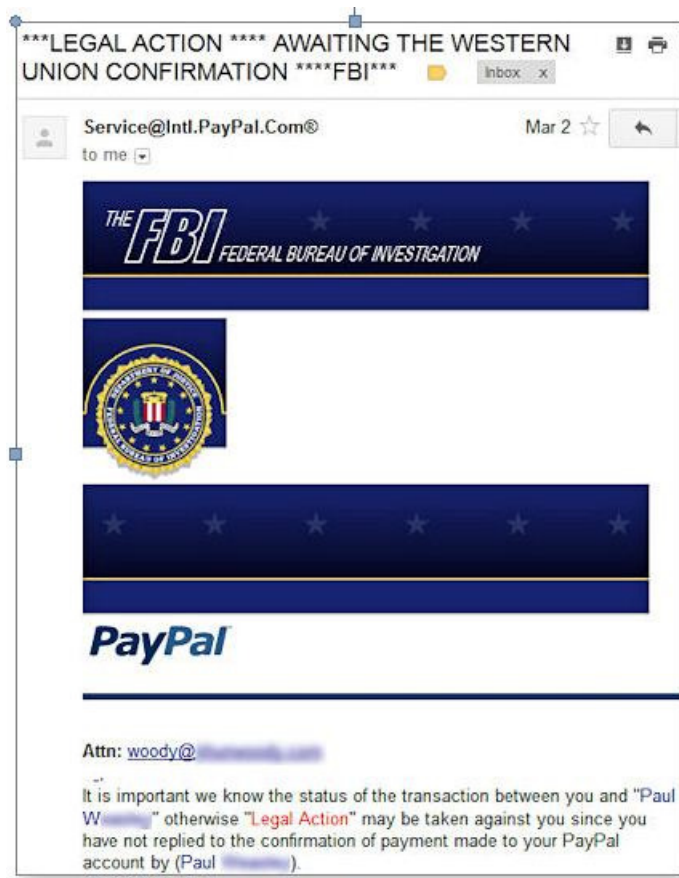 ***LEGAL ACTION **** AWAITING THE WESTERN
UNION CONFIRMATION ****FBI***
Inbox x
Service@Intl.PayPal.Com®
Mar 2
to me
THE FBI FEDERAL BUREAU OF INVESTIGATION
DEPARTMENT OF JUSTICE
FEDERAL BUREAU OF INVESTIGATION
PayPal
Attn: woody@
It is important we know the status of the transaction between you and "Paul
W" otherwise "Legal Action" may be taken against you since you
have not replied to the confirmation of payment made to your PayPal
account by (Paul ).